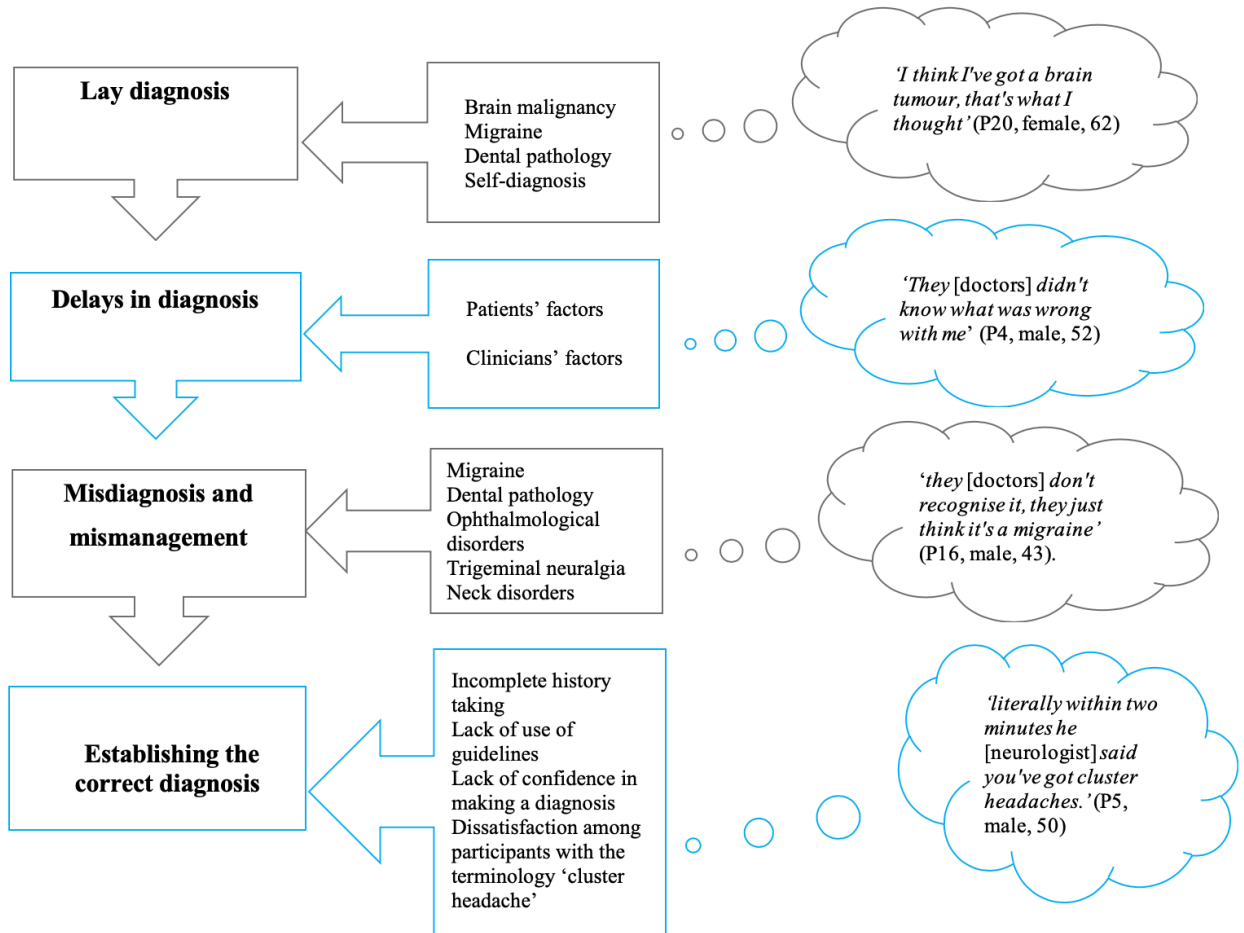 Lay diagnosis
Brain malignancy
Migraine
Dental pathology
Self-diagnosis
‘I think I've got a brain
tumour, that's what I
thought’ (P20, female, 62)
Delays in diagnosis
Patients’ factors
Clinicians’ factors
‘They [doctors] didn't
know what was wrong
with me’ (P4, male, 52)
Misdiagnosis and
mismanagement
Migraine
Dental pathology
Ophthalmological
disorders
Trigeminal neuralgia
Neck disorders
‘they [doctors] don't
recognise it, they just
think it's a migraine’
(P16, male, 43).
Establishing the
correct diagnosis
Incomplete history
taking
Lack of use of
guidelines
Lack of confidence in
making a diagnosis
Dissatisfaction among
participants with the
terminology ‘cluster
headache’
‘literally within two
minutes he
[neurologist] said
you've got cluster
headaches.’ (P5,
male, 50)